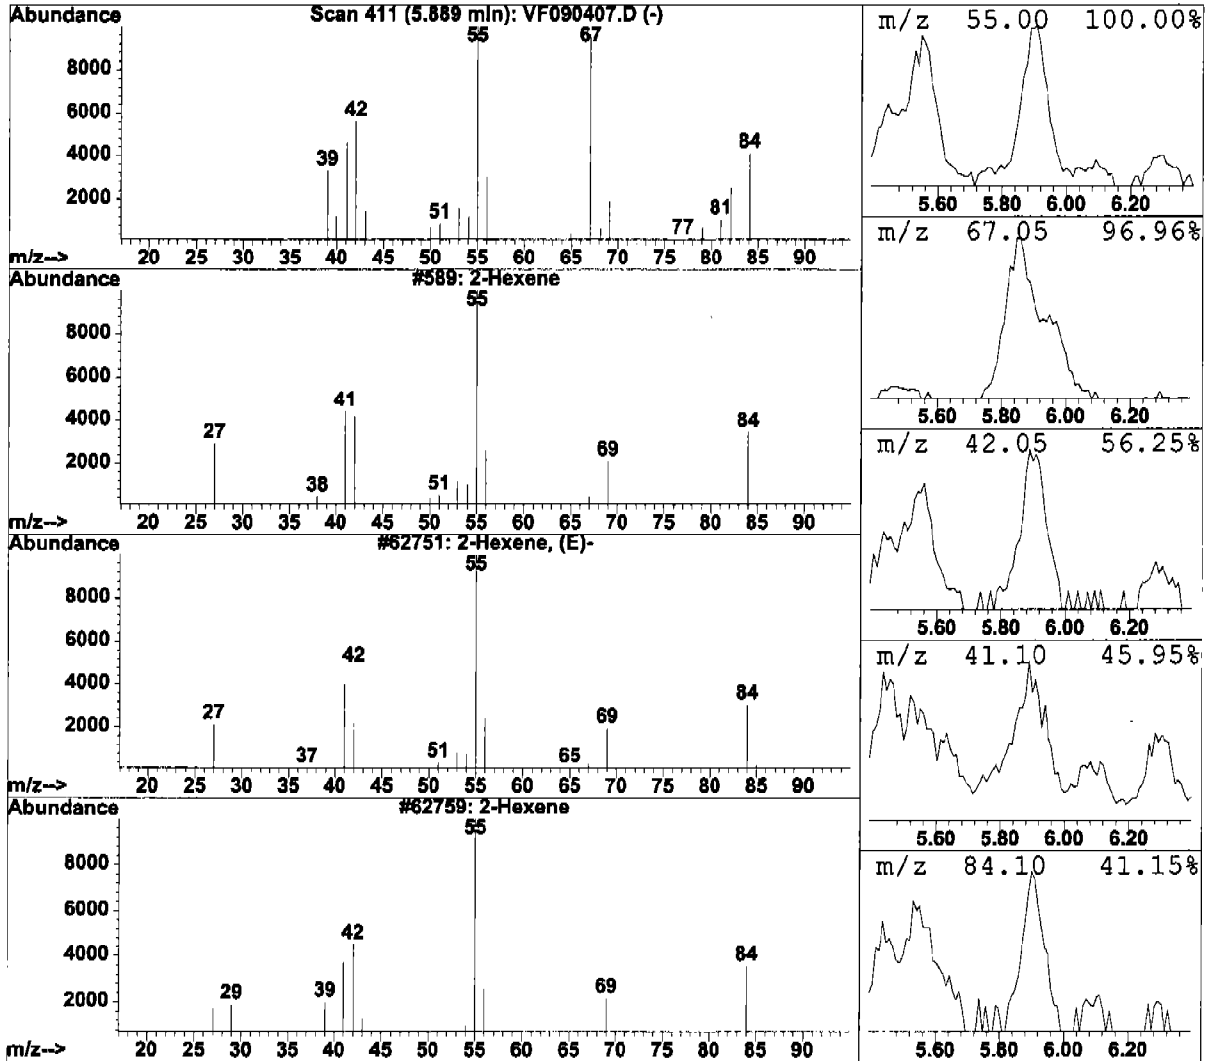 Abundance Scan 411 (5.889 min): VF090407.D (-)
55 67
8000
6000
42
4000
84
39
2000
51 81
77
m/z--> 20 25 30 35 40 45 50 55 60 65 70 75 80 85 90
Abundance #589: 2-Hexene
55
8000
6000
41
4000
84
27
69
2000
38 51
m/z--> 20 25 30 35 40 45 50 55 60 65 70 75 80 85 90
Abundance #62751: 2-Hexene, (E)-
55
8000
6000
42
4000
84
27 69
2000
37 51 65
m/z--> 20 25 30 35 40 45 50 55 60 65 70 75 80 85 90
Abundance #62759: 2-Hexene
55
8000
6000
42
4000
84
29 39 69
2000
m/z--> 20 25 30 35 40 45 50 55 60 65 70 75 80 85 90
m/z 55.00 100.00%
5.60 5.80 6.00 6.20
m/z 67.05 96.96%
5.60 5.80 6.00 6.20
m/z 42.05 56.25%
5.60 5.80 6.00 6.20
m/z 41.10 45.95%
5.60 5.80 6.00 6.20
m/z 84.10 41.15%
5.60 5.80 6.00 6.20